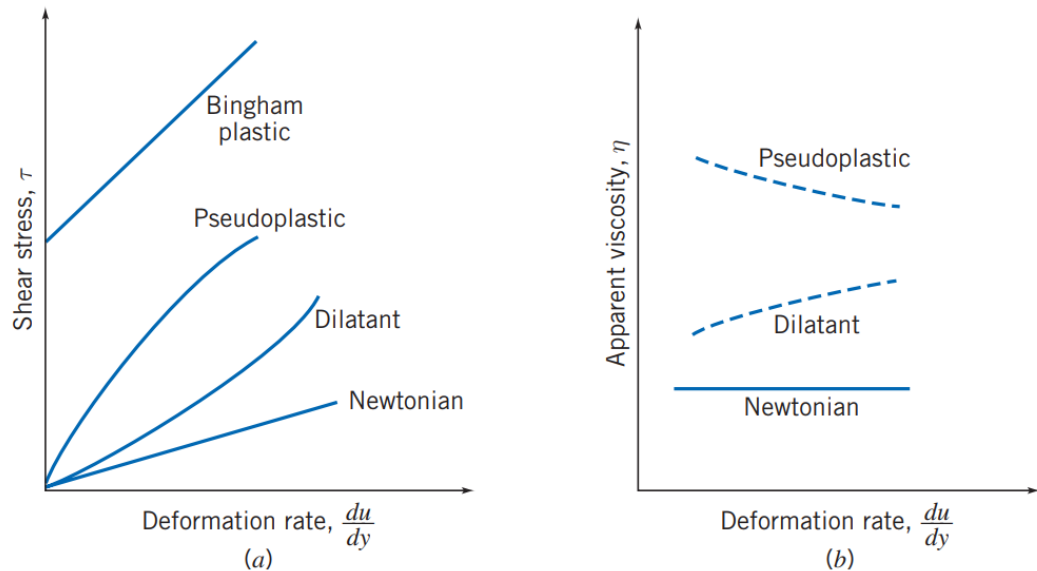 Shear stress, τ
Bingham
plastic
Pseudoplastic
Dilatant
Newtonian
Deformation rate, du/dy
(a)
Apparent viscosity, η
Pseudoplastic
Dilatant
Newtonian
Deformation rate, du/dy
(b)